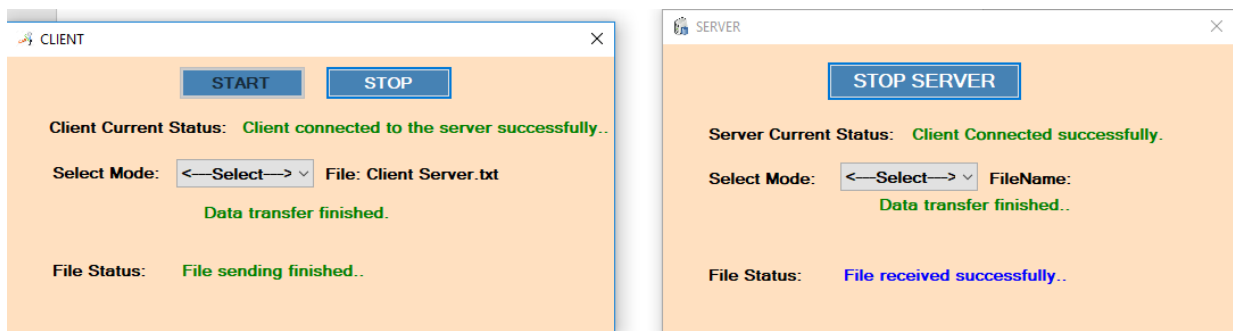 CLIENT
START STOP
Client Current Status: Client connected to the server successfully..
Select Mode: <----Select----> File: Client Server.txt
Data transfer finished.
File Status: File sending finished..
SERVER
STOP SERVER
Server Current Status: Client Connected successfully.
Select Mode: <----Select----> FileName:
Data transfer finished..
File Status: File received successfully..